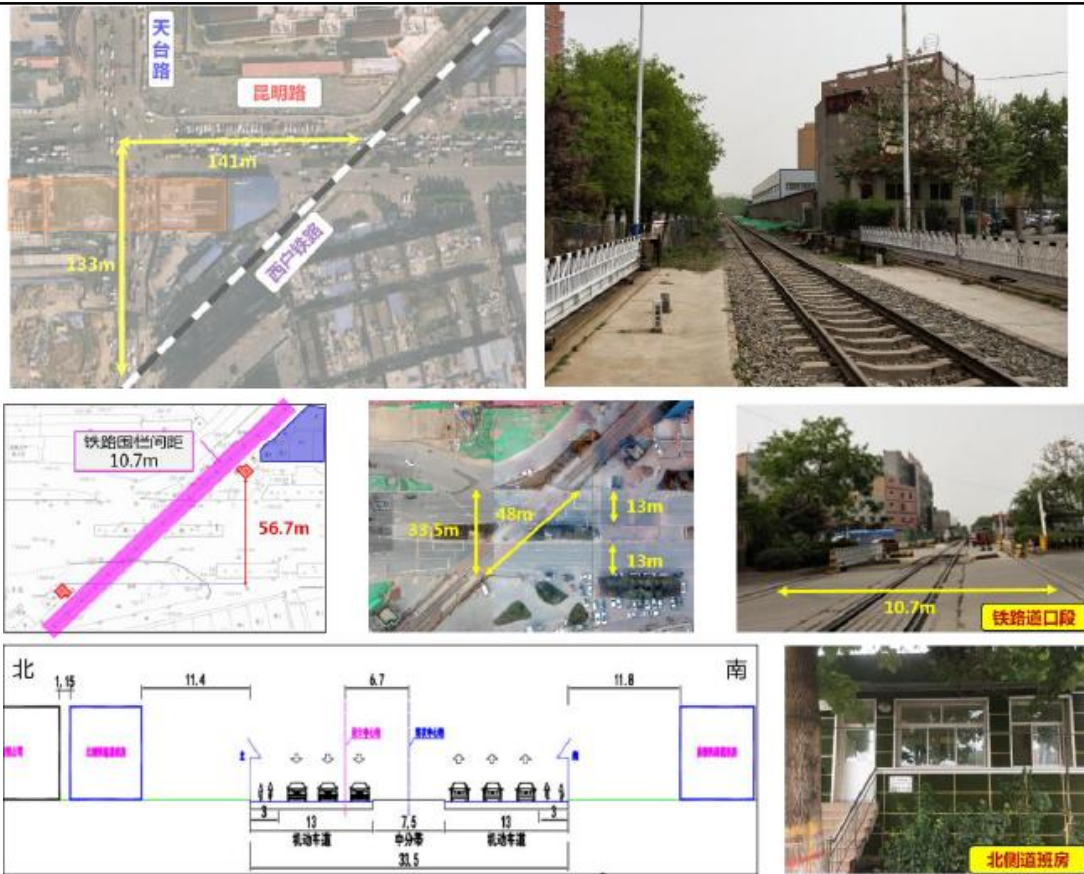 天台路
昆明路
141m
133m
西户铁路
铁路围栏间距
10.7m
56.7m
33.5m
48m
13m
13m
10.7m
铁路道口段
北
南
1.15
11.4
6.7
11.8
3
13
7.5
13
3
机动车道
中分带
机动车道
33.5
北侧道班房